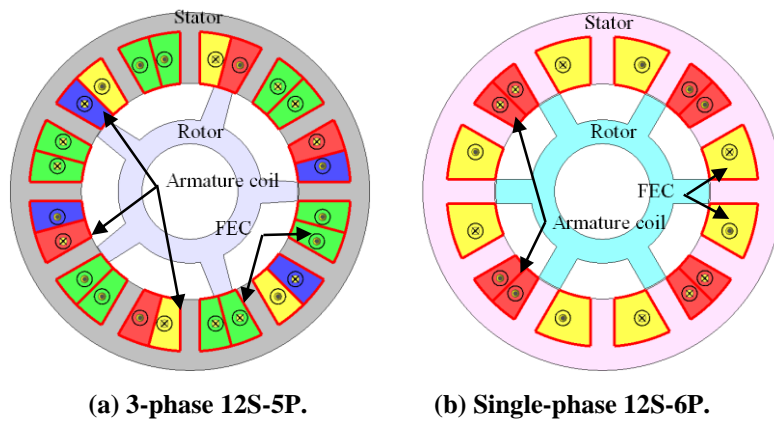 Stator
Rotor
Armature coil
FEC
Stator
Rotor
FEC
Armature coil
(a) 3-phase 12S-5P.
(b) Single-phase 12S-6P.